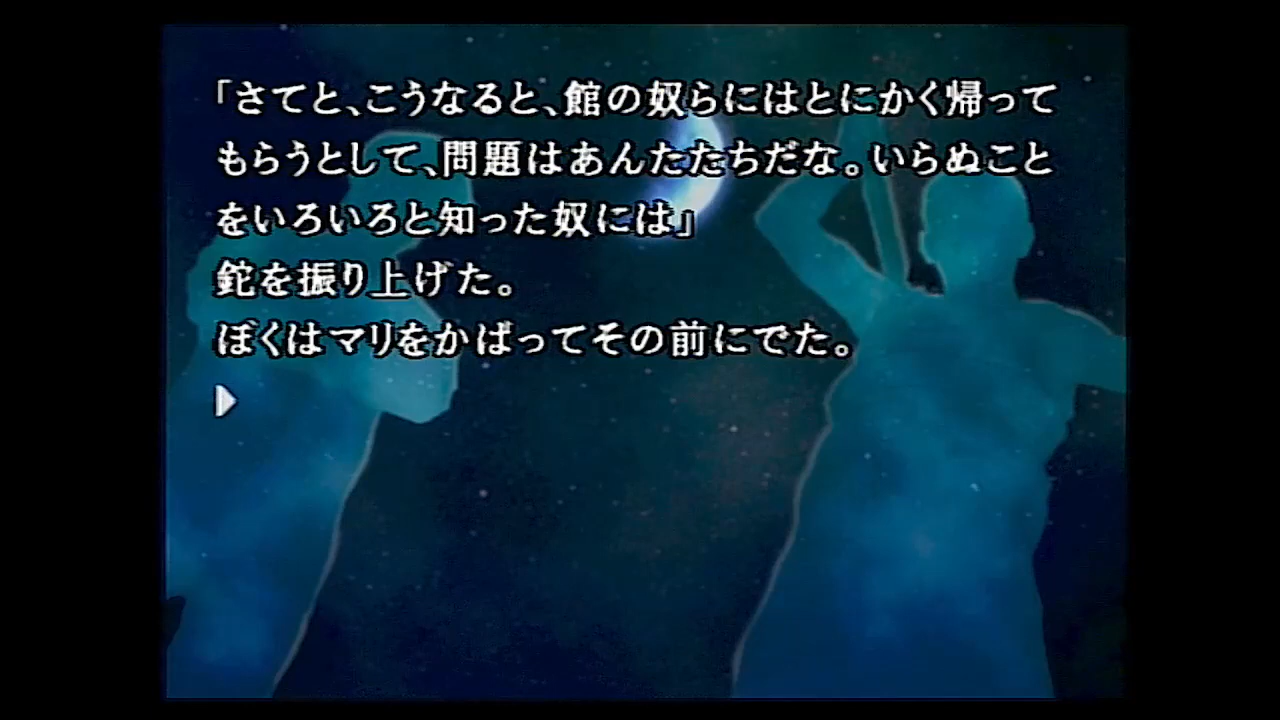 「さてと、こうなると、館の奴らにはとにかく帰って
もらうとして、問題はあんたたちだな。いらぬこと
をいろいろと知った奴には」
鉈を振り上げた。
ぼくはマリをかばってその前にでた。